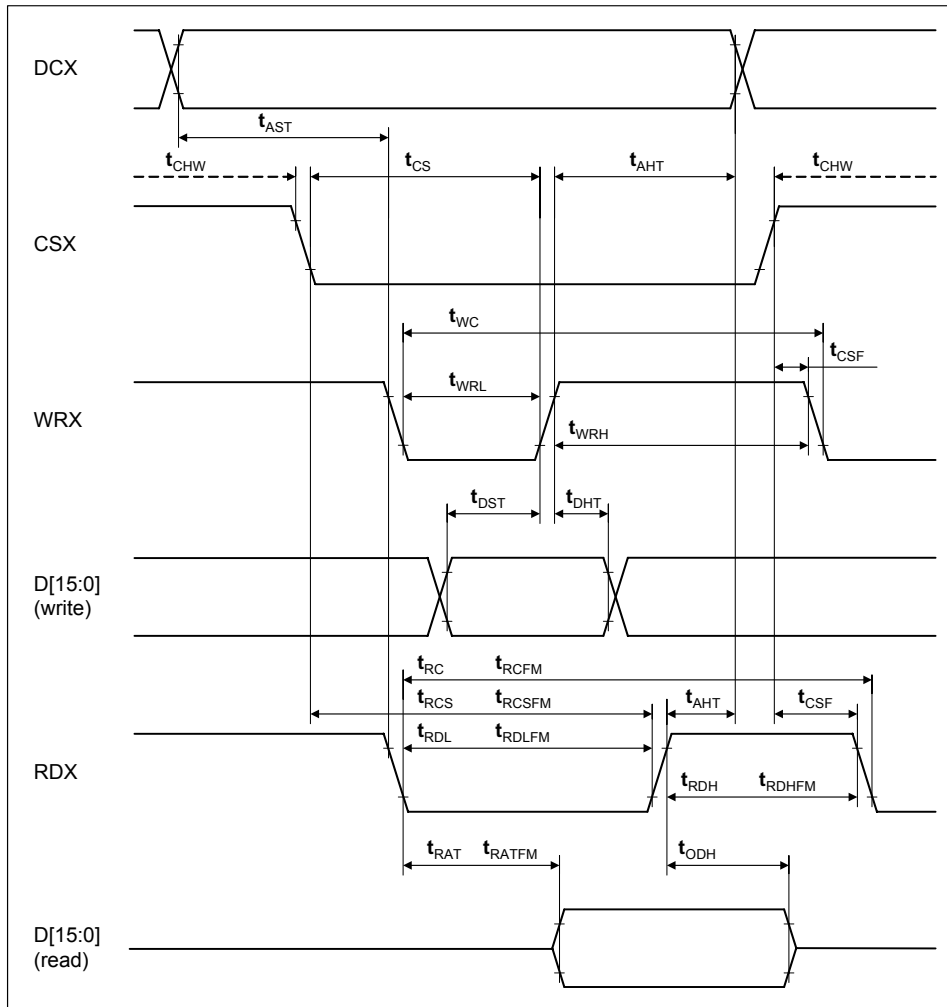 DCX
tAST
tCHW tCS tAHT tCHW
CSX
tWC
tCSF
tWRL
WRX
tWRH
tDST tDHT
D[15:0]
(write)
tRC tRCFM
tRCS tRCSFM tAHT tCSF
tRDL tRDLFM
RDX
tRDH tRDHFM
tRAT tRATFM tODH
D[15:0]
(read)